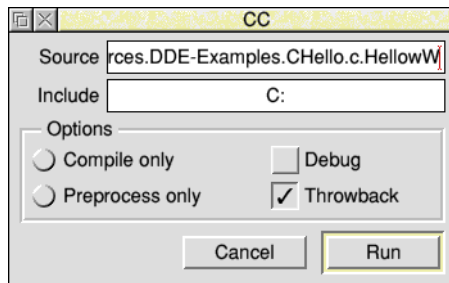 CC
Source rces.DDE-Examples.CHello.c.HellowW
Include C:
Options
Compile only Debug
Preprocess only Throwback
Cancel Run